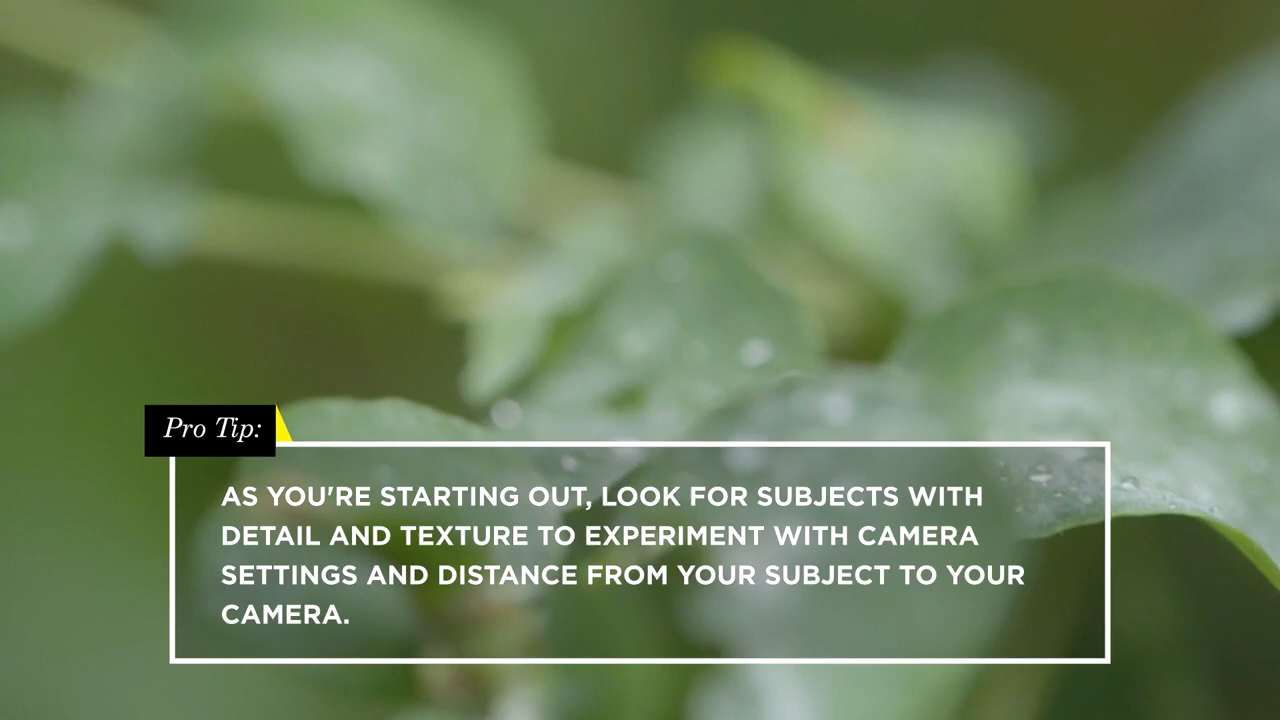 Pro Tip:
AS YOU'RE STARTING OUT, LOOK FOR SUBJECTS WITH
DETAIL AND TEXTURE TO EXPERIMENT WITH CAMERA
SETTINGS AND DISTANCE FROM YOUR SUBJECT TO YOUR
CAMERA.